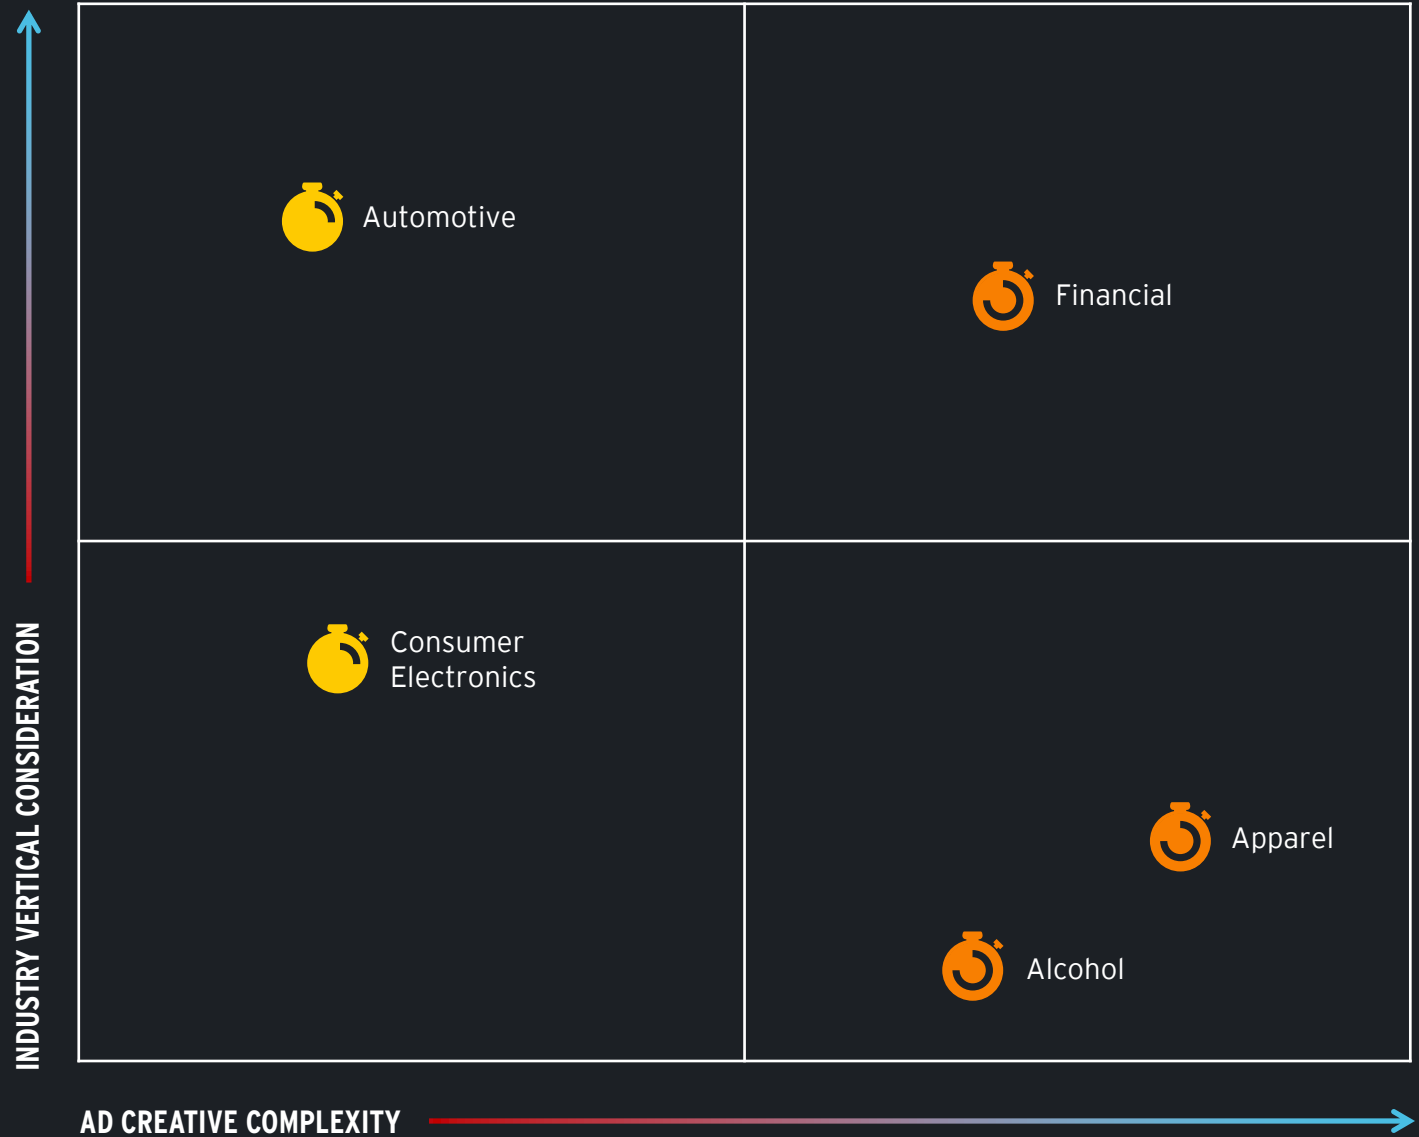 Automotive
Financial
Consumer
Electronics
Apparel
Alcohol
INDUSTRY VERTICAL CONSIDERATION
AD CREATIVE COMPLEXITY